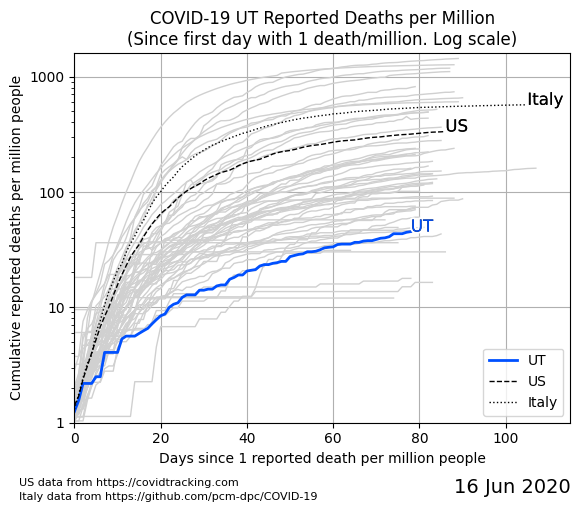 COVID-19 UT Reported Deaths per Million
(Since first day with 1 death/million. Log scale)
Cumulative reported deaths per million people
1000
100
10
1
Italy
US
UT
UT
US
Italy
0 20 40 60 80 100
Days since 1 reported death per million people
US data from https://covidtracking.com
Italy data from https://github.com/pcm-dpc/COVID-19
16 Jun 2020